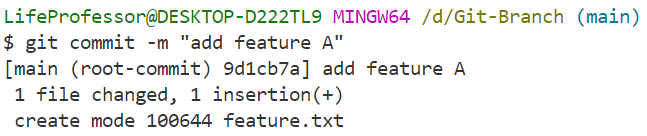 LifeProfessor@DESKTOP-D222TL9 MINGW64 /d/Git-Branch (main)
$ git commit -m "add feature A"
[main (root-commit) 9d1cb7a] add feature A
 1 file changed, 1 insertion(+)
 create mode 100644 feature.txt